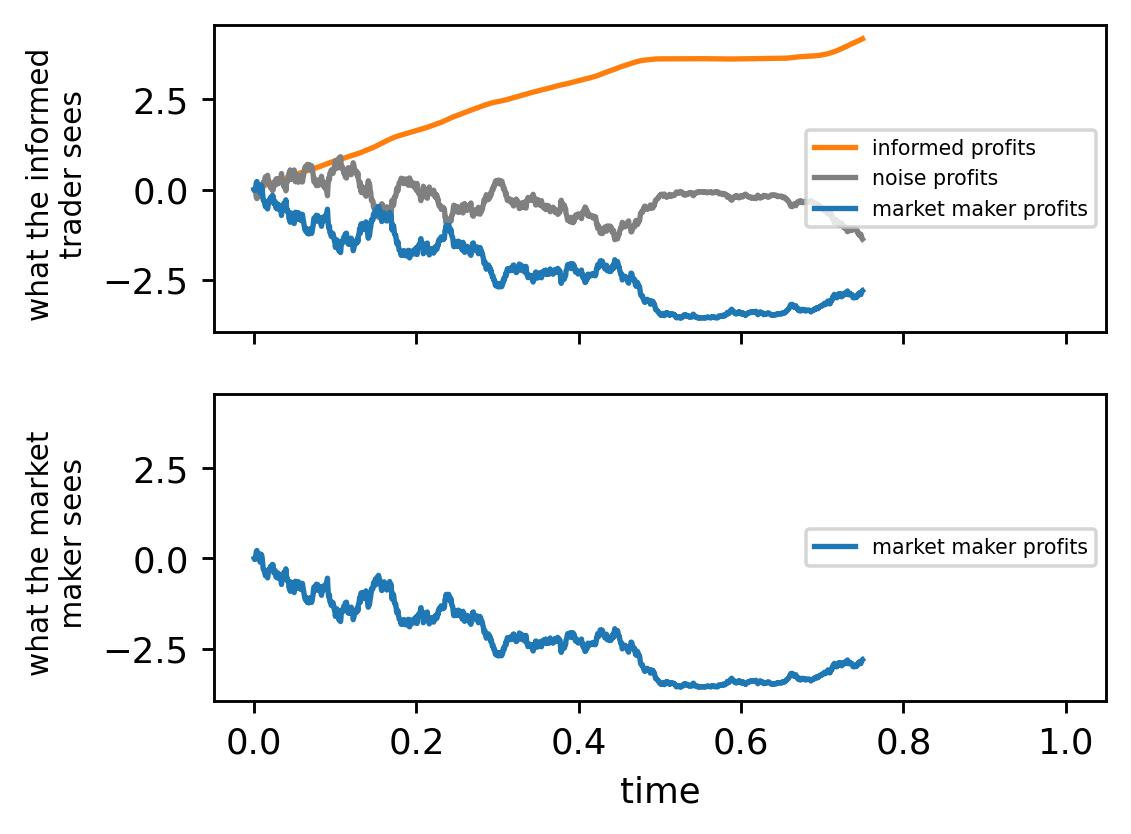 what the informed
trader sees
2.5
0.0
−2.5
informed profits
noise profits
market maker profits
what the market
maker sees
2.5
0.0
−2.5
market maker profits
0.0 0.2 0.4 0.6 0.8 1.0
time